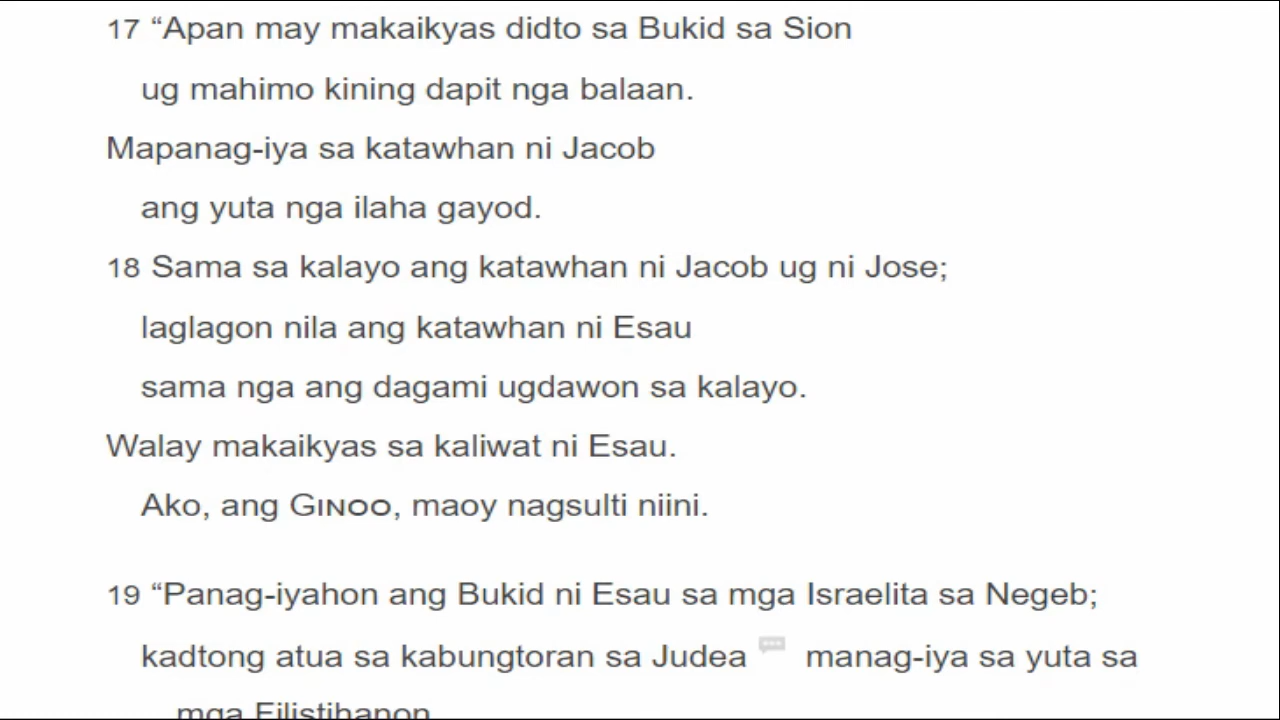 17 “Apan may makaikyas didto sa Bukid sa Sion
ug mahimo kining dapit nga balaan.
Mapanag-iya sa katawhan ni Jacob
ang yuta nga ilaha gayod.
18 Sama sa kalayo ang katawhan ni Jacob ug ni Jose;
laglagon nila ang katawhan ni Esau
sama nga ang dagami ugdawon sa kalayo.
Walay makaikyas sa kaliwat ni Esau.
Ako, ang GINOO, maoy nagsulti niini.
19 “Panag-iyahon ang Bukid ni Esau sa mga Israelita sa Negeb;
kadtong atua sa kabungtoran sa Judea manag-iya sa yuta sa
mga Filistihanon